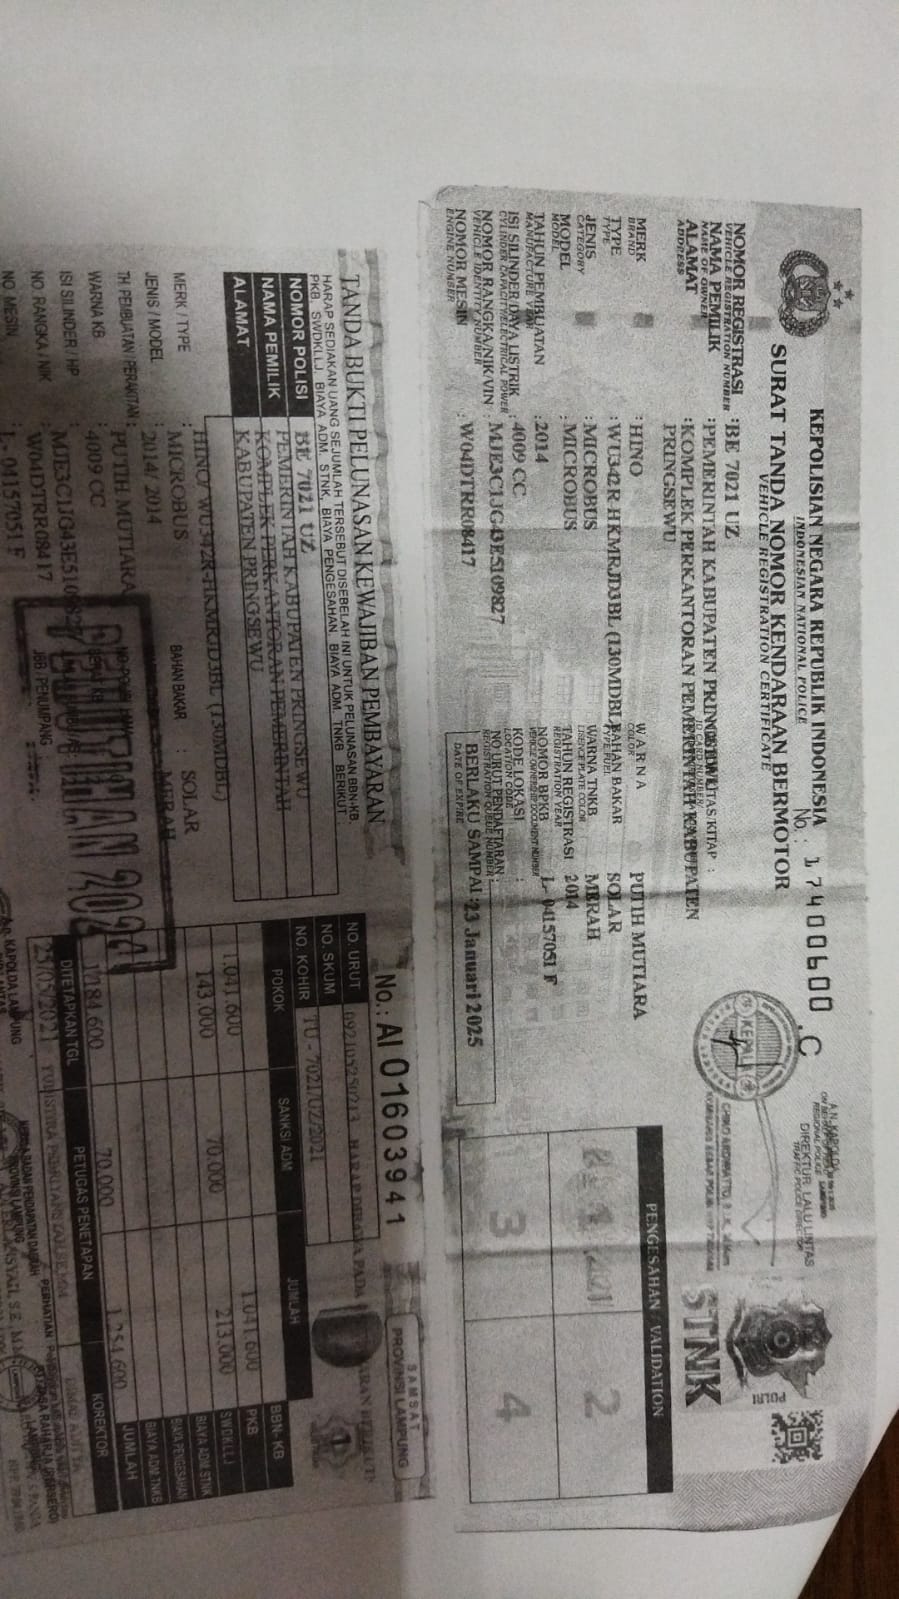 KEPOLISIAN NEGARA REPUBLIK INDONESIA
INDONESIAN NATIONAL POLICE
No. : 17400600 .C
SURAT TANDA NOMOR KENDARAAN BERMOTOR
VEHICLE REGISTRATION CERTIFICATE
A.N. KAPOLDA
REGIONAL POLICE
DIREKTUR LALU LINTAS
TRAFFIC POLICE DIRECTOR
KEPALA
POLRI
STNK
NOMOR REGISTRASI : BE 7021 UZ
VEHICLE REGISTRATION NUMBER
NAMA PEMILIK : PEMERINTAH KABUPATEN PRINGSEWU
NAME OF OWNER
ALAMAT : KOMPLEK PERKANTORAN PEMERINTAH KABUPATEN
ADDRESS
PRINGSEWU
MERK : HINO
BRAND
TYPE : WU342R-HKMRJD3BL (130MDBL)
TYPE
JENIS : MICROBUS
CATEGORY
MODEL : MICROBUS
MODEL
TAHUN PEMBUATAN : 2014
MANUFACTURE YEAR
ISI SILINDER/DAYA LISTRIK : 4009 CC
CYLINDER CAPACITY/ELECTRICAL POWER
NOMOR RANGKA/NIK/VIN : MJE3C1JG43E5109827
VEHICLE IDENTITY NUMBER
NOMOR MESIN : W04DTRR08417
ENGINE NUMBER
WARNA PUTIH MUTIARA
COLOR
BAHAN BAKAR SOLAR
TYPE FUEL
WARNA TNKB MERAH
LISENCE PLATE COLOR
TAHUN REGISTRASI 2014
REGISTRATION YEAR
NOMOR BPKB L- 04157051 F
VEHICLE OWNERSHIP DOCUMENT NUMBER
KODE LOKASI :
LOCATION CODE
NO URUT PENDAFTARAN :
REGISTRATION QUEUE NUMBER
BERLAKU SAMPAI : 23 Januari 2025
DATE OF EXPIRE
PENGESAHAN / VALIDATION
1 2021
2
3
4
SAMSAT
PROVINSI LAMPUNG
No.: AI 01603941
TANDA BUKTI PELUNASAN KEWAJIBAN PEMBAYARAN
HARAP SEDIAKAN UANG SEJUMLAH TERSEBUT DISEBELAH INI UNTUK PELUNASAN BBN-KB,
PKB, SWDKLLJ, BIAYA ADM. STNK, BIAYA PENGESAHAN, BIAYA ADM. TNKB BERIKUT :
NOMOR POLISI BE 7021 UZ
NAMA PEMILIK PEMERINTAH KABUPATEN PRINGSEWU
ALAMAT KOMPLEK PERKANTORAN PEMERINTAH
KABUPATEN PRINGSEWU
MERK / TYPE : HINO/ WU342R-HKMRJD3BL (130MDBL)
JENIS / MODEL : MICROBUS
TH PEMBUATAN / PERAKITAN : 2014/ 2014
WARNA KB : PUTIH MUTIARA
ISI SILINDER / HP : 4009 CC
NO. RANGKA / NIK : MJE3C1JG43E5109827
NO. MESIN : W04DTRR08417
L- 04157051 F
BAHAN BAKAR : SOLAR
MERAH
NO. POLISI LAMA
BERAT KB
JBB / PENUMPANG
PEMUTIHAN 2021
NO. URUT 092105250213 HARAP DIBAWA PADA
NO. SKUM
NO. KOHIR TU - 7021/UZ/2021
POKOK SANKSI ADM JUMLAH
BBN- KB
1.041.600 1.041.600 PKB
143.000 70.000 213.000 SWDKLLJ
BIAYA ADM.STNK
BIAYA PENGESAHAN
BIAYA ADM.TNKB
1.184.600 70.000 1.254.600 JUMLAH
DITETAPKAN TGL PETUGAS PENETAPAN KOREKTOR
25/05/2021 DIMAS ADITYA
PERHATIAN :
An. KAPOLDA LAMPUNG
DIRLANTAS
KEPALA BADAN PENDAPATAN DAERAH
PROVINSI LAMPUNG
PT JASA RAHARJA (PERSERO)
LAMPUNG